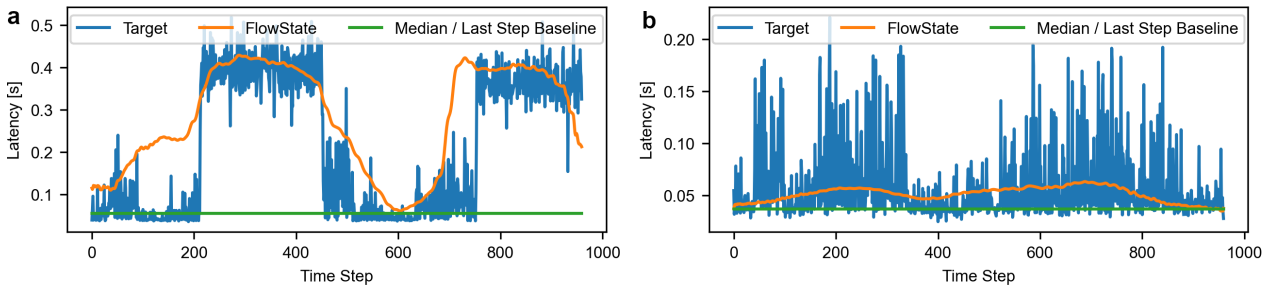 a
Target FlowState Median / Last Step Baseline
0.5
0.4
0.3
0.2
0.1
Latency [s]
0 200 400 600 800 1000
Time Step
b
Target FlowState Median / Last Step Baseline
0.20
0.15
0.10
0.05
Latency [s]
0 200 400 600 800 1000
Time Step